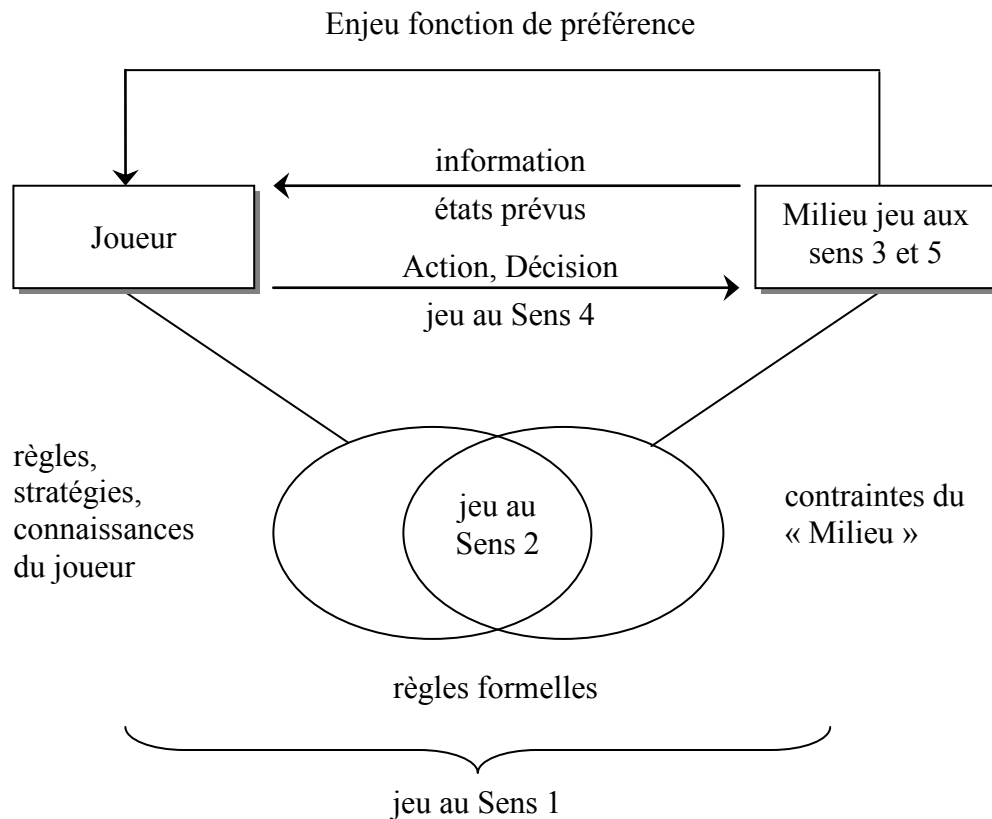 Enjeu fonction de préférence
information
états prévus
Joueur
Milieu jeu aux
sens 3 et 5
Action, Décision
jeu au Sens 4
règles,
stratégies,
connaissances
du joueur
jeu au
Sens 2
contraintes du
« Milieu »
règles formelles
jeu au Sens 1